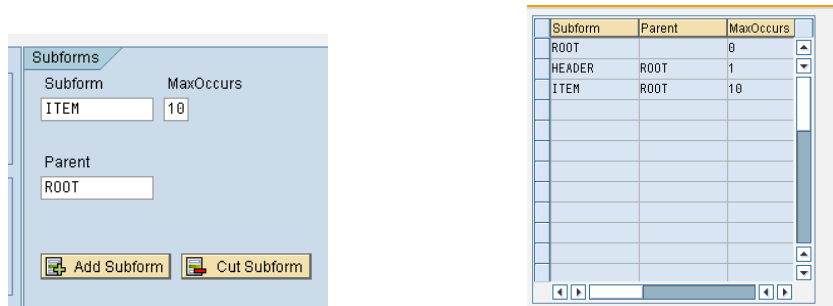 Subforms
Subform MaxOccurs
ITEM 10
Parent
ROOT
Add Subform Cut Subform
Subform Parent MaxOccurs
ROOT 0
HEADER ROOT 1
ITEM ROOT 10